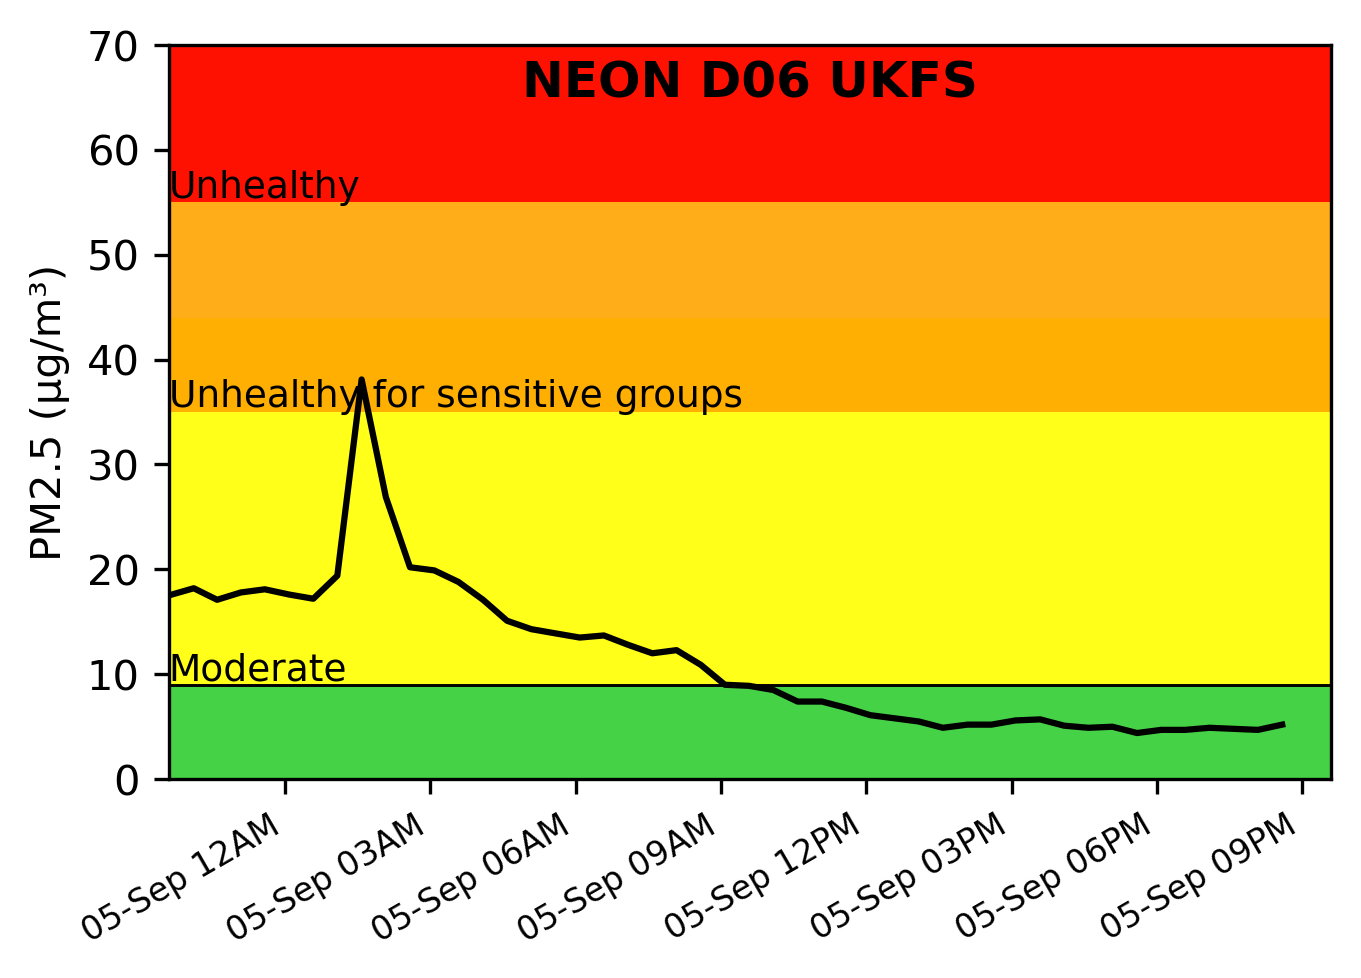 NEON D06 UKFS
PM2.5 (µg/m³)
70
60
50
40
30
20
10
0
Unhealthy
Unhealthy for sensitive groups
Moderate
05-Sep 12AM
05-Sep 03AM
05-Sep 06AM
05-Sep 09AM
05-Sep 12PM
05-Sep 03PM
05-Sep 06PM
05-Sep 09PM